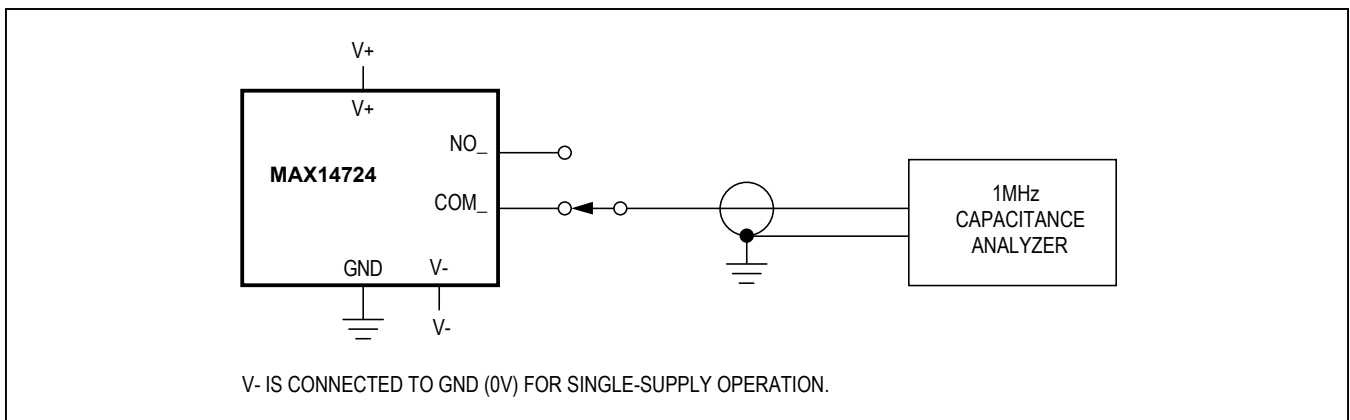 V+
V+
NO_
MAX14724
COM_
GND
V-
V-
1MHz
CAPACITANCE
ANALYZER
V- IS CONNECTED TO GND (0V) FOR SINGLE-SUPPLY OPERATION.